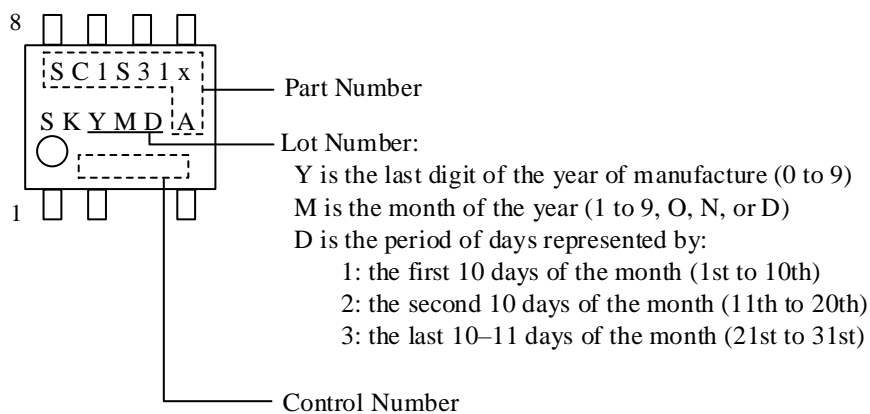 8
SC1S31x
Part Number
SKYMD A
Lot Number:
Y is the last digit of the year of manufacture (0 to 9)
M is the month of the year (1 to 9, O, N, or D)
1
D is the period of days represented by:
1: the first 10 days of the month (1st to 10th)
2: the second 10 days of the month (11th to 20th)
3: the last 10–11 days of the month (21st to 31st)
Control Number